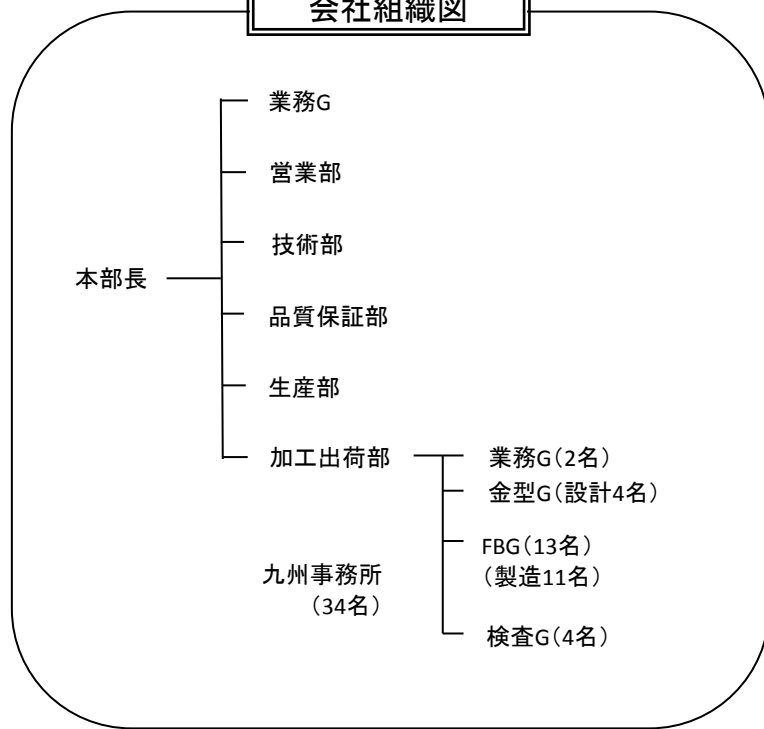 会社組織図
業務G
営業部
技術部
本部長
品質保証部
生産部
加工出荷部
業務G(2名)
金型G(設計4名)
FBG(13名)
(製造11名)
九州事務所
(34名)
検査G(4名)